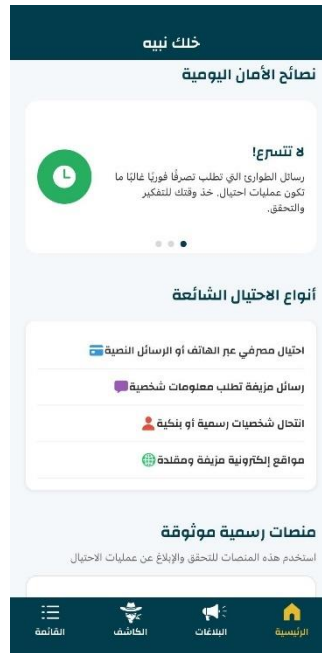 خلك نبيه
نصائح الأمان اليومية
لا تتسرع!
رسائل الطوارئ التي تطلب تصرفًا فوريًا غالبًا ما
تكون عمليات احتيال. خذ وقتك للتفكير
والتحقق.
أنواع الاحتيال الشائعة
احتيال مصرفي عبر الهاتف أو الرسائل النصية
رسائل مزيفة تطلب معلومات شخصية
انتحال شخصيات رسمية أو بنكية
مواقع إلكترونية مزيفة ومقلدة
منصات رسمية موثوقة
استخدم هذه المنصات للتحقق والإبلاغ عن عمليات الاحتيال
الرئيسية
البلاغات
الكاشف
القائمة